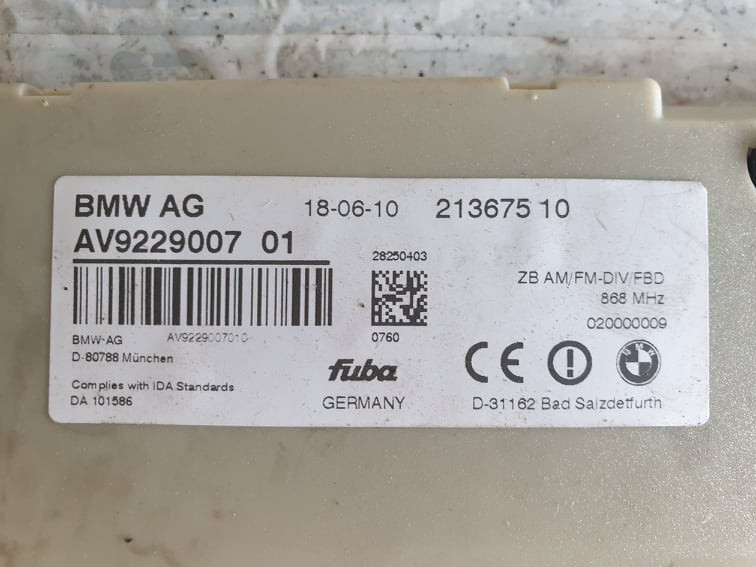 BMW AG 18-06-10 213675 10
AV9229007 01
28250403
ZB AM/FM-DIV/FBD
868 MHz
020000009
BMW-AG AV9229007010
0760
D-80788 München
fuba
Complies with IDA Standards
DA 101586
GERMANY
CE
BMW
D-31162 Bad Salzdetfurth